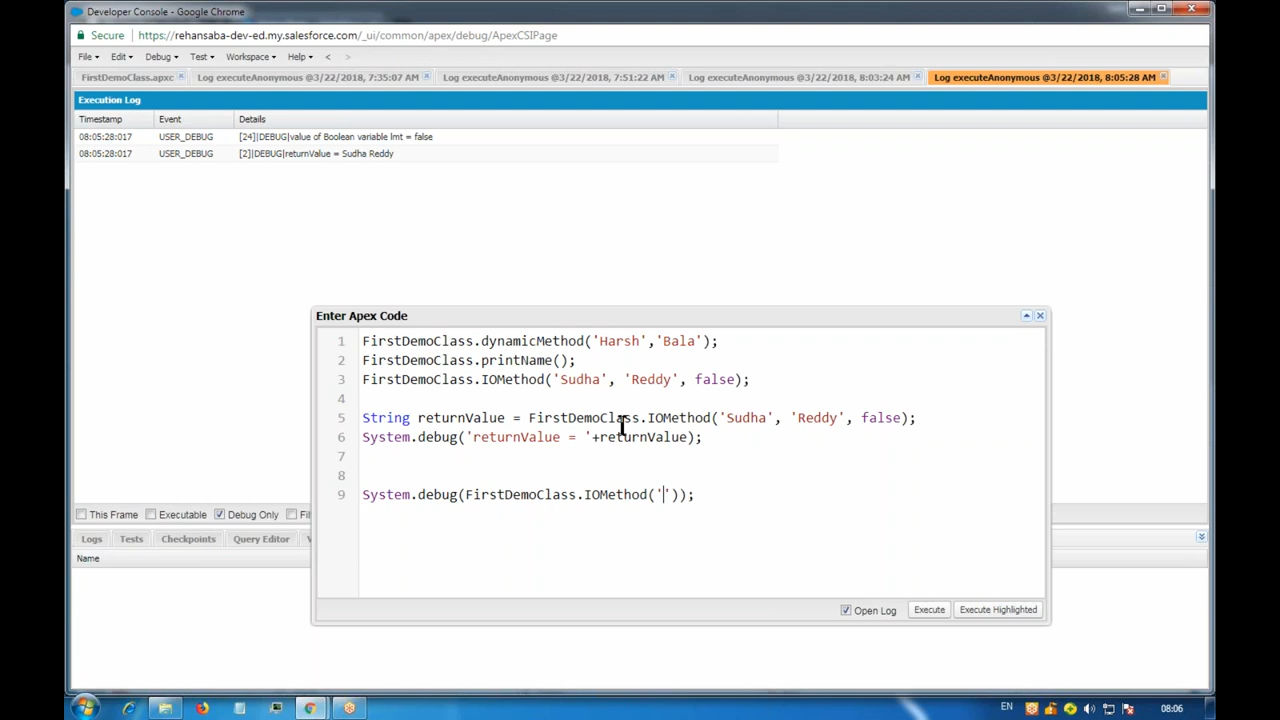 Developer Console - Google Chrome
Secure https://rehansaba-dev-ed.my.salesforce.com/_ui/common/apex/debug/ApexCSIPage
File Edit Debug Test Workspace Help < >
FirstDemoClass.apxc Log executeAnonymous @3/22/2018, 7:35:07 AM Log executeAnonymous @3/22/2018, 7:51:22 AM Log executeAnonymous @3/22/2018, 8:03:24 AM Log executeAnonymous @3/22/2018, 8:05:28 AM
Execution Log
Timestamp Event Details
08:05:28:017 USER_DEBUG [24]|DEBUG|value of Boolean variable lmt = false
08:05:28:017 USER_DEBUG [2]|DEBUG|returnValue = Sudha Reddy
Enter Apex Code
1 FirstDemoClass.dynamicMethod('Harsh','Bala');
2 FirstDemoClass.printName();
3 FirstDemoClass.IOMethod('Sudha', 'Reddy', false);
4
5 String returnValue = FirstDemoClass.IOMethod('Sudha', 'Reddy', false);
6 System.debug('returnValue = '+returnValue);
7
8
9 System.debug(FirstDemoClass.IOMethod(''));
This Frame Executable Debug Only
Open Log Execute Execute Highlighted
Logs Tests Checkpoints Query Editor
Name
EN 08:06